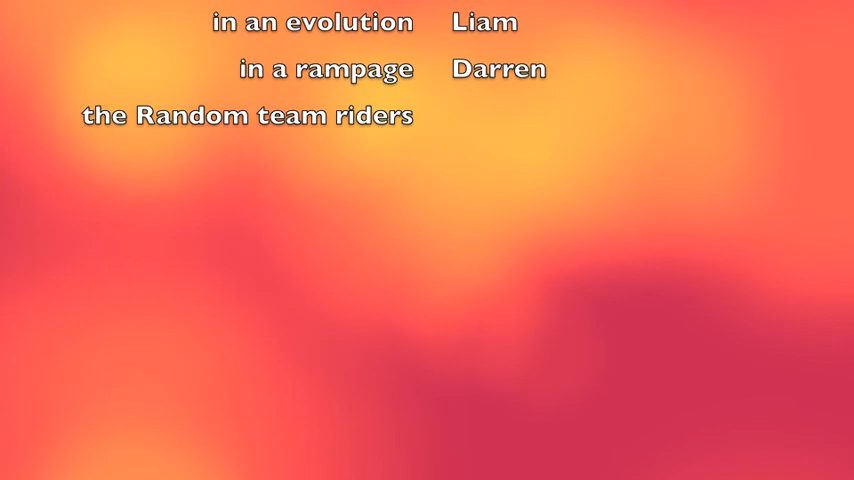 in an evolution Liam
in a rampage Darren
the Random team riders